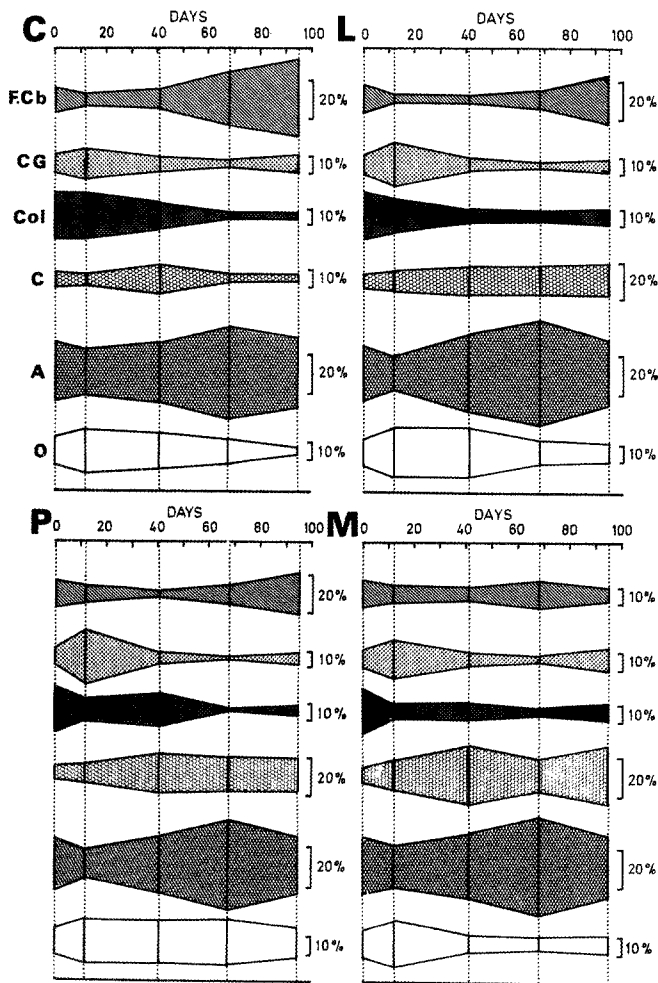 C DAYS L DAYS
0 20 40 60 80 100 0 20 40 60 80 100
F.Cb 20% 20%
CG 10% 10%
Col 10% 10%
C 10% 20%
A 20% 20%
O 10% 10%
P DAYS M DAYS
0 20 40 60 80 100 0 20 40 60 80 100
20% 10%
10% 10%
10% 10%
20% 20%
20% 20%
10% 10%